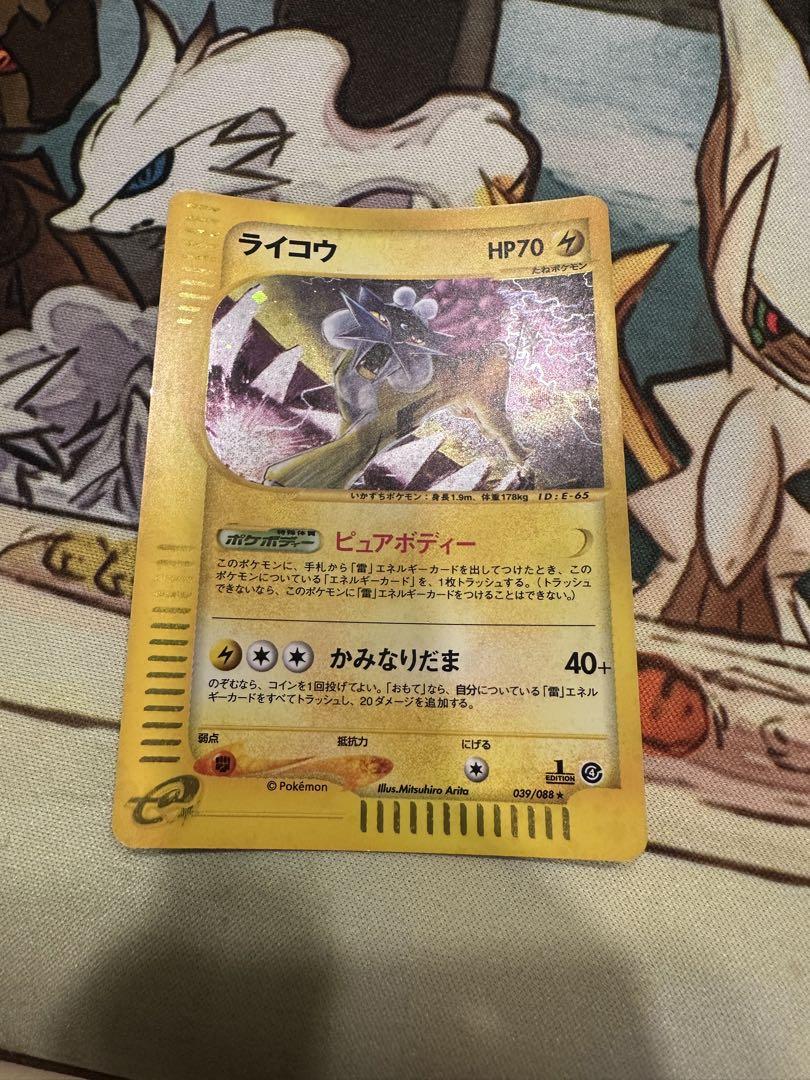 ライコウ
HP70
たねポケモン
いかずちポケモン：身長1.9m、体重178kg ID：E-65
特殊体質
ポケボディー ピュアボディー
このポケモンに、手札から「雷」エネルギーカードを出してつけたとき、この
ポケモンについている「エネルギーカード」を、1枚トラッシュする。（トラッシュ
できないなら、このポケモンに「雷」エネルギーカードをつけることはできない。）
かみなりだま 40+
のぞむなら、コインを1回投げてよい。「おもて」なら、自分についている「雷」エネル
ギーカードをすべてトラッシュし、20ダメージを追加する。
弱点 抵抗力 にげる
1
EDITION
© Pokémon Illus.Mitsuhiro Arita 039/088 ★
e